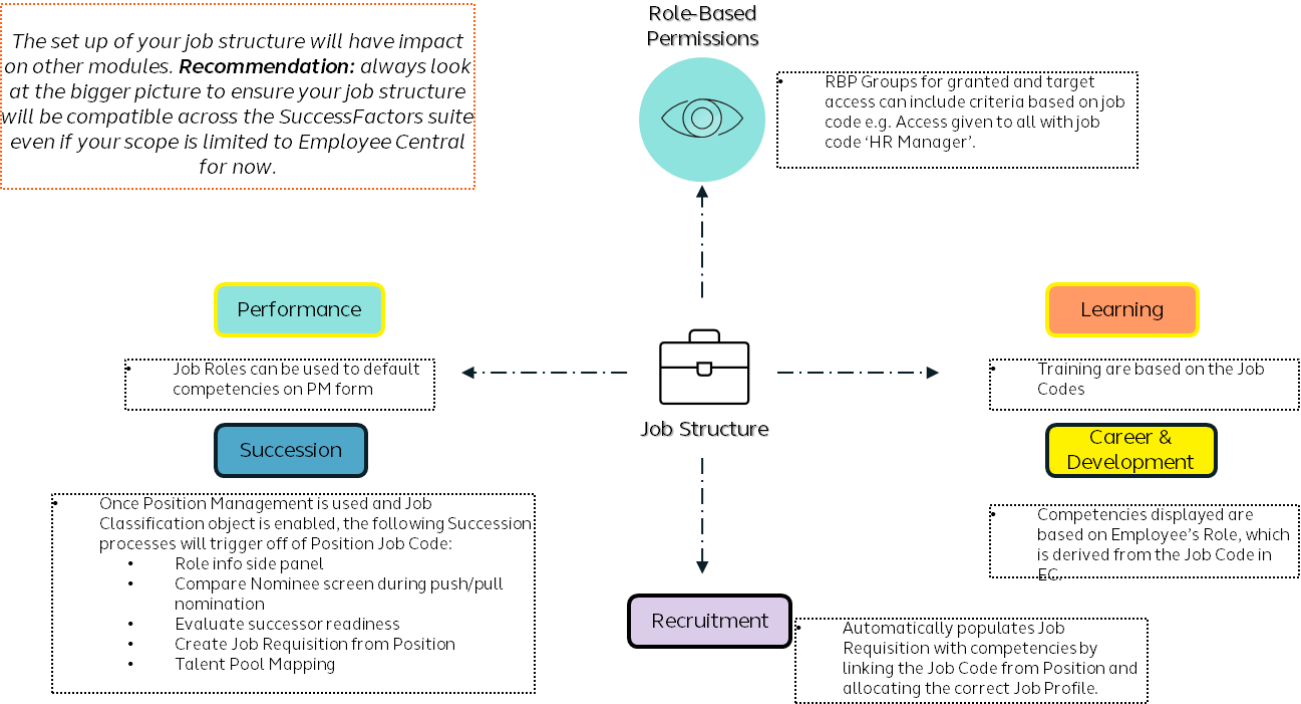 The set up of your job structure will have impact
on other modules. Recommendation: always look
at the bigger picture to ensure your job structure
will be compatible across the SuccessFactors suite
even if your scope is limited to Employee Central
for now.
Role-Based
Permissions
• RBP Groups for granted and target
access can include criteria based on job
code e.g. Access given to all with job
code ‘HR Manager’.
Performance
• Job Roles can be used to default
competencies on PM form
Succession
• Once Position Management is used and Job
Classification object is enabled, the following Succession
processes will trigger off of Position Job Code:
• Role info side panel
• Compare Nominee screen during push/pull
nomination
• Evaluate successor readiness
• Create Job Requisition from Position
• Talent Pool Mapping
Job Structure
Learning
• Training are based on the Job
Codes
Career &
Development
• Competencies displayed are
based on Employee’s Role, which
is derived from the Job Code in
EC.
Recruitment
• Automatically populates Job
Requisition with competencies by
linking the Job Code from Position and
allocating the correct Job Profile.